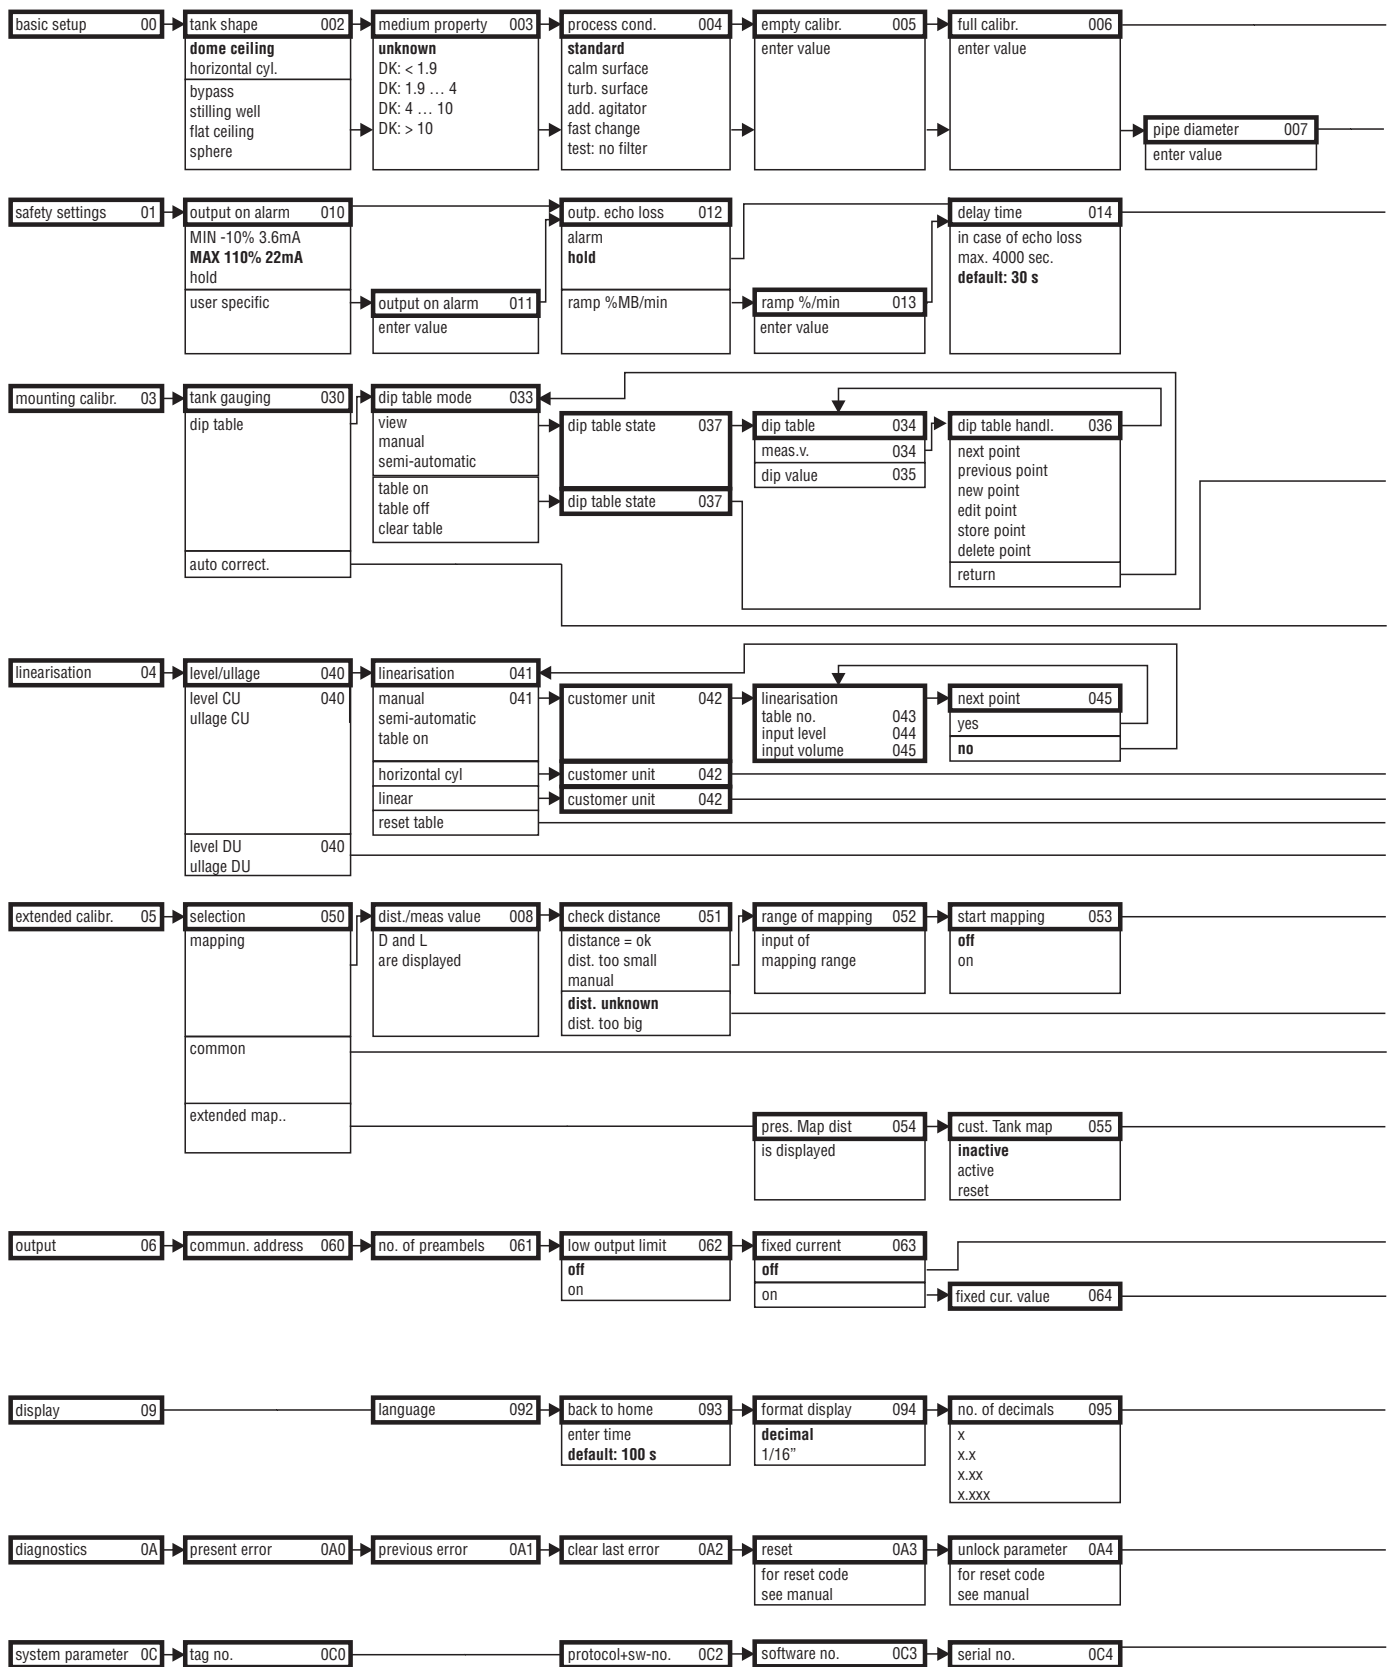 basic setup 00
tank shape 002
dome ceiling
horizontal cyl.
bypass
stilling well
flat ceiling
sphere
medium property 003
unknown
DK: < 1.9
DK: 1.9 … 4
DK: 4 … 10
DK: > 10
process cond. 004
standard
calm surface
turb. surface
add. agitator
fast change
test: no filter
empty calibr. 005
enter value
full calibr. 006
enter value
pipe diameter 007
enter value
safety settings 01
output on alarm 010
MIN -10% 3.6mA
MAX 110% 22mA
hold
user specific
output on alarm 011
enter value
outp. echo loss 012
alarm
hold
ramp %MB/min
ramp %/min 013
enter value
delay time 014
in case of echo loss
max. 4000 sec.
default: 30 s
mounting calibr. 03
tank gauging 030
dip table
auto correct.
dip table mode 033
view
manual
semi-automatic
table on
table off
clear table
dip table state 037
dip table state 037
dip table 034
meas.v. 034
dip value 035
dip table handl. 036
next point
previous point
new point
edit point
store point
delete point
return
linearisation 04
level/ullage 040
level CU 040
ullage CU
level DU 040
ullage DU
linearisation 041
manual 041
semi-automatic
table on
horizontal cyl
linear
reset table
customer unit 042
customer unit 042
customer unit 042
linearisation
table no. 043
input level 044
input volume 045
next point 045
yes
no
extended calibr. 05
selection 050
mapping
common
extended map..
dist./meas value 008
D and L
are displayed
check distance 051
distance = ok
dist. too small
manual
dist. unknown
dist. too big
range of mapping 052
input of
mapping range
start mapping 053
off
on
pres. Map dist 054
is displayed
cust. Tank map 055
inactive
active
reset
output 06
commun. address 060
no. of preambels 061
low output limit 062
off
on
fixed current 063
off
on
fixed cur. value 064
display 09
language 092
back to home 093
enter time
default: 100 s
format display 094
decimal
1/16”
no. of decimals 095
x
x.x
x.xx
x.xxx
diagnostics 0A
present error 0A0
previous error 0A1
clear last error 0A2
reset 0A3
for reset code
see manual
unlock parameter 0A4
for reset code
see manual
system parameter 0C
tag no. 0C0
protocol+sw-no. 0C2
software no. 0C3
serial no. 0C4